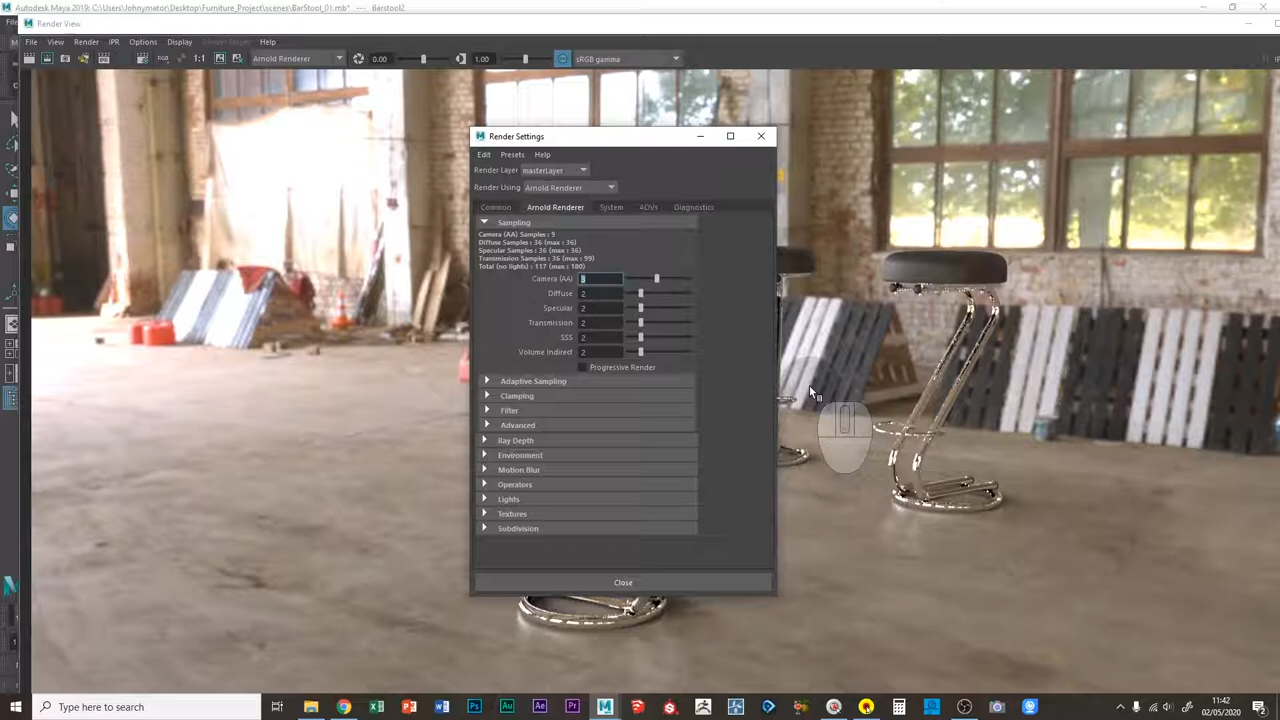 Autodesk Maya 2019: C:\Users\Johnymator\Desktop\Furniture_Project\scenes\BarStool_01.mb* --- Barstool2
Render View
File View Render IPR Options Display Help
1:1 Arnold Renderer 0.00 1.00 sRGB gamma
Render Settings
Edit Presets Help
Render Layer masterLayer
Render Using Arnold Renderer
Common Arnold Renderer System AOVs Diagnostics
Sampling
Camera (AA) Samples : 9
Diffuse Samples : 36 (max : 36)
Specular Samples : 36 (max : 36)
Transmission Samples : 36 (max : 99)
Total (no lights) : 117 (max : 180)
Camera (AA) 3
Diffuse 2
Specular 2
Transmission 2
SSS 2
Volume Indirect 2
Progressive Render
Adaptive Sampling
Clamping
Filter
Advanced
Ray Depth
Environment
Motion Blur
Operators
Lights
Textures
Subdivision
Close
Type here to search
11:42
02/05/2020